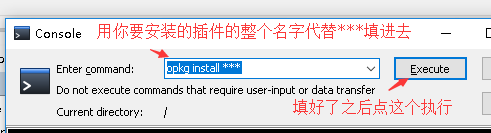 Console
用你要安装的插件的整个名字代替***填进去
Enter command:
opkg install ***
Execute
Do not execute commands that require user-input or data transfer
填好了之后点这个执行
Current directory: /